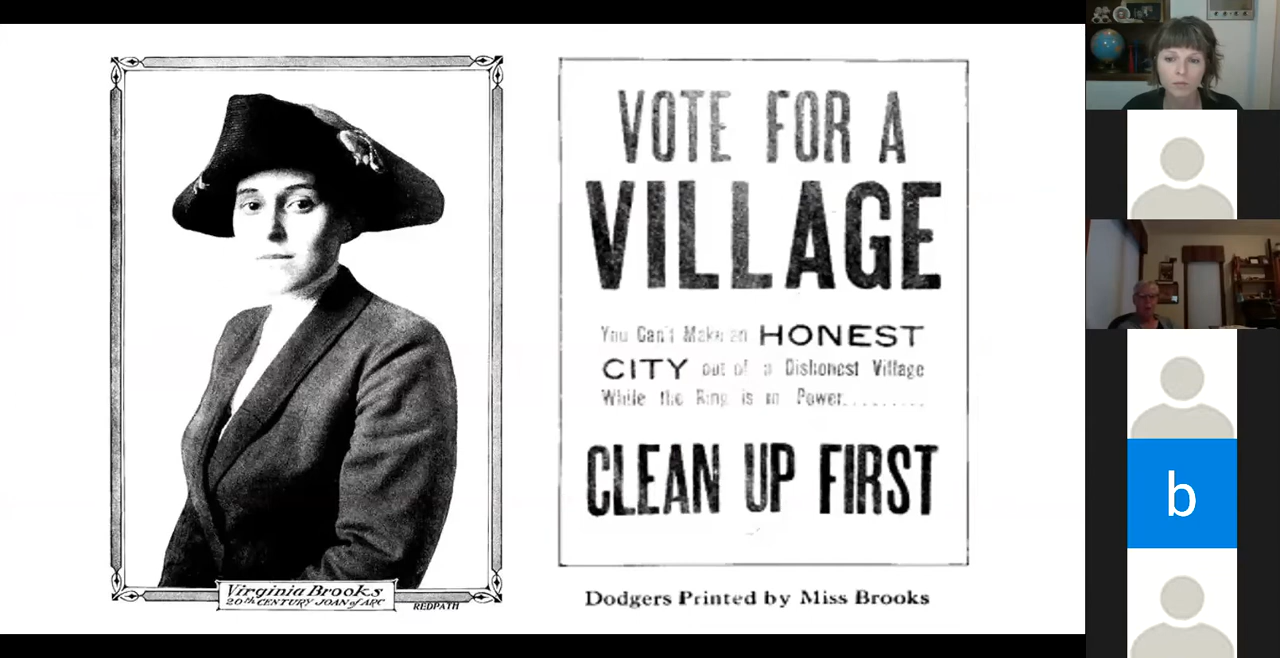 Virginia Brooks
20th CENTURY JOAN of ARC
REDPATH
VOTE FOR A
VILLAGE
You Can't Make an HONEST
CITY out of a Dishonest Village
While the Ring is in Power..........
CLEAN UP FIRST
Dodgers Printed by Miss Brooks
b